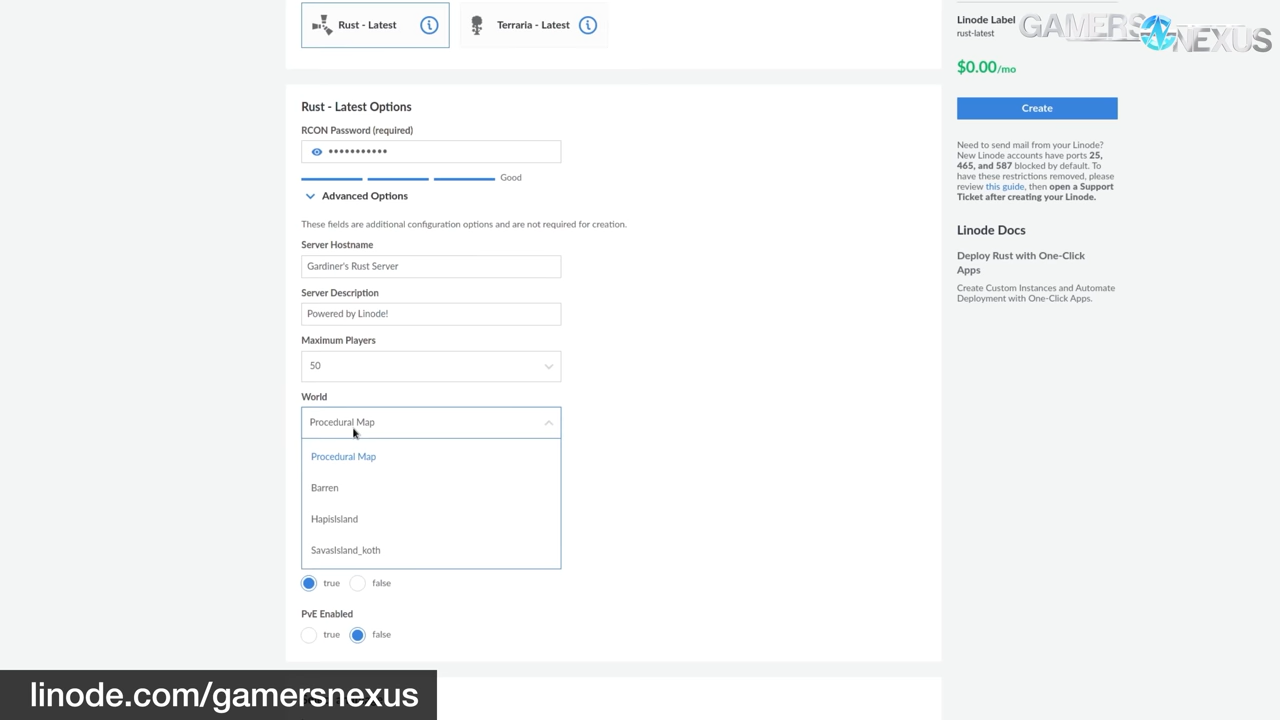 Rust - Latest
Terraria - Latest
Linode Label
rust-latest
GAMERS NEXUS
$0.00/mo
Create
Need to send mail from your Linode?
New Linode accounts have ports 25,
465, and 587 blocked by default. To
have these restrictions removed, please
review this guide, then open a Support
Ticket after creating your Linode.
Linode Docs
Deploy Rust with One-Click
Apps
Create Custom Instances and Automate
Deployment with One-Click Apps.
Rust - Latest Options
RCON Password (required)
•••••••••••
Good
Advanced Options
These fields are additional configuration options and are not required for creation.
Server Hostname
Gardiner's Rust Server
Server Description
Powered by Linode!
Maximum Players
50
World
Procedural Map
Procedural Map
Barren
HapisIsland
SavasIsland_koth
true false
PvE Enabled
true false
linode.com/gamersnexus